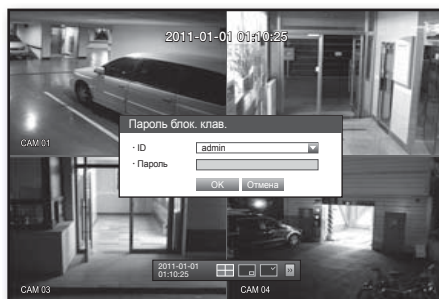 2011-01-01 01:10:25
CAM 01
Пароль блок. клав.
· ID admin
· Пароль
OK Отмена
2011-01-01
01:10:25
CAM 03
CAM 04